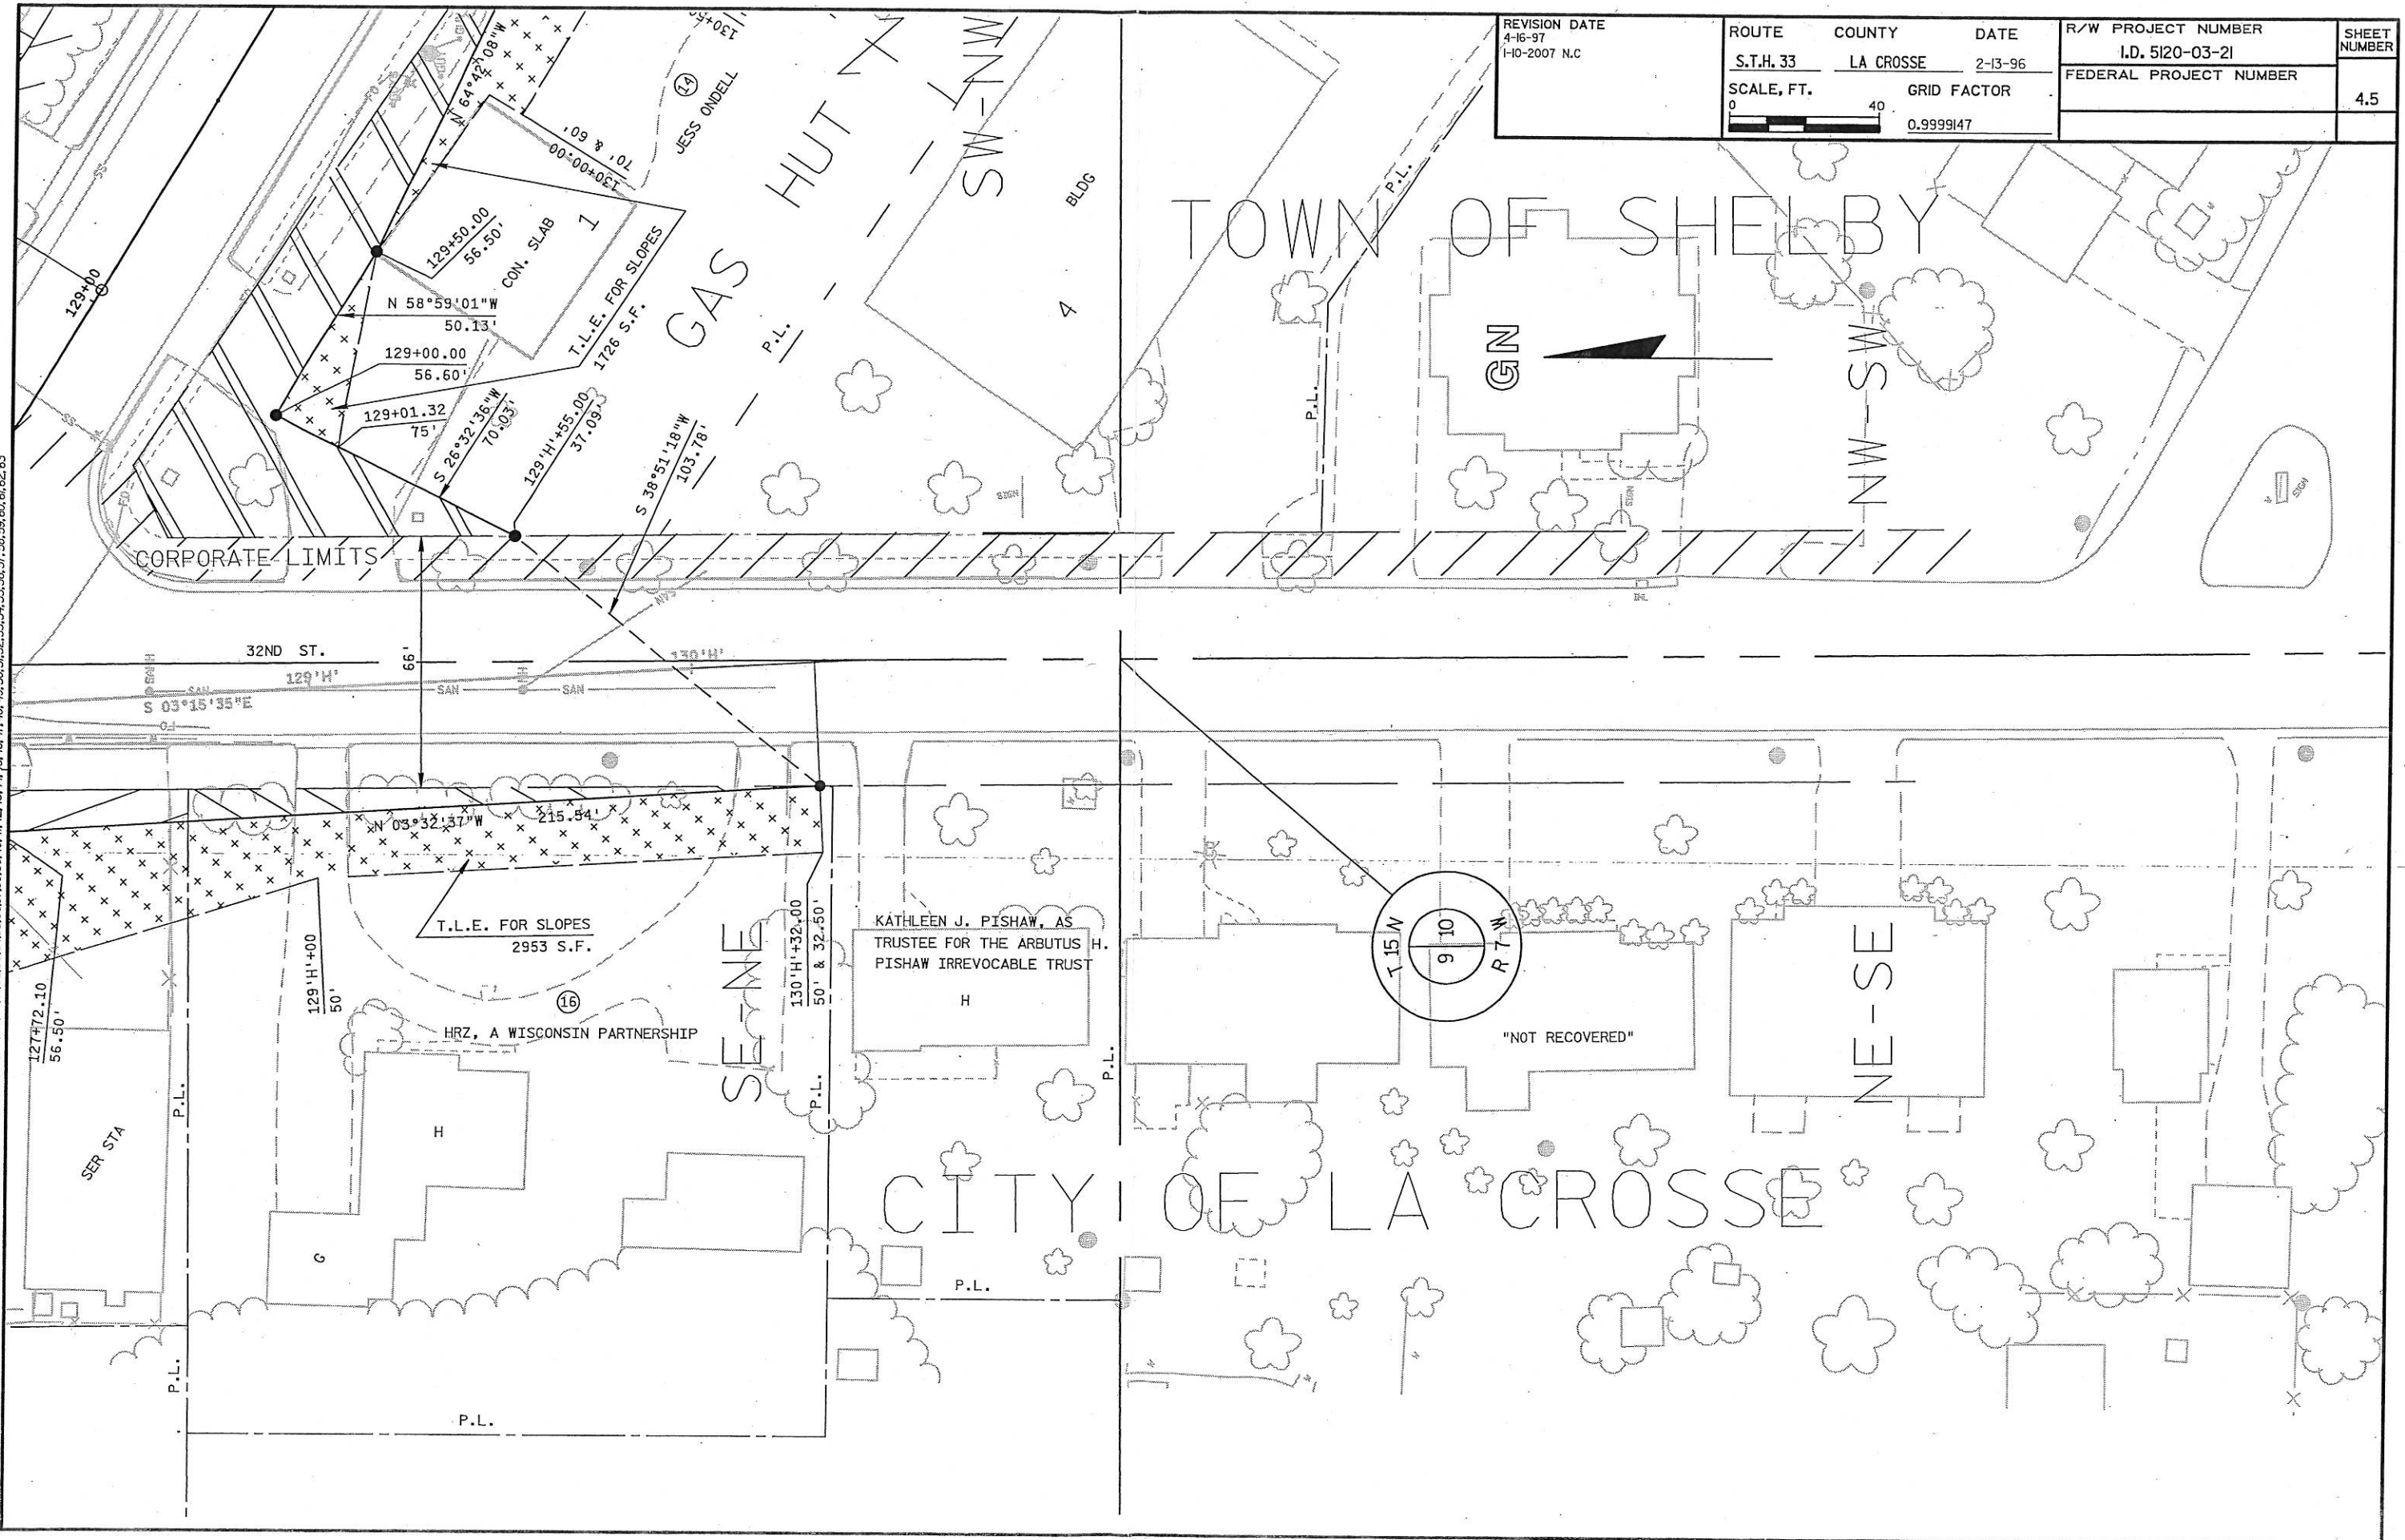 REVISION DATE
4-16-97
1-10-2007 N.C
ROUTE COUNTY DATE
S.T.H. 33 LA CROSSE 2-13-96
SCALE, FT. GRID FACTOR
0 40
0.9999147
R/W PROJECT NUMBER
I.D. 5120-03-21
FEDERAL PROJECT NUMBER
SHEET
NUMBER
4.5
N 64°42'08"W
14
JESS ONDELL
130+00.00
70' & 60'
GAS HUT
SW-NW
BLDG
4
129+00
129+50.00
56.50'
CON. SLAB
1
T.L.E. FOR SLOPES
1726 S.F.
N 58°59'01"W
50.13'
129+00.00
56.60'
129+01.32
75'
S 26°32'36"W
70.03'
129'H'+55.00
37.09'
S 38°51'18"W
103.78'
P.L.
P.L.
P.L.
TOWN OF SHELBY
GN
NW-SW
SIGN
SIGN
SIGN
SS
SS
CORPORATE LIMITS
32ND ST.
66'
129'H'
130'H'
SAN
SAN
SAN
SAN
S 03°15'35"E
N 03°32'37"W 215.54'
T.L.E. FOR SLOPES
2953 S.F.
127+72.10
56.50'
129'H'+00
50'
16
HRZ, A WISCONSIN PARTNERSHIP
SE-NE
130'H'+32.00
50' & 32.50'
KATHLEEN J. PISHAW, AS
TRUSTEE FOR THE ARBUTUS H.
PISHAW IRREVOCABLE TRUST
H
T 15 N
R 7 W
9 10
"NOT RECOVERED"
NE-SE
P.L.
P.L.
P.L.
SER STA
H
G
CITY OF LA CROSSE
P.L.
P.L.
P.L.